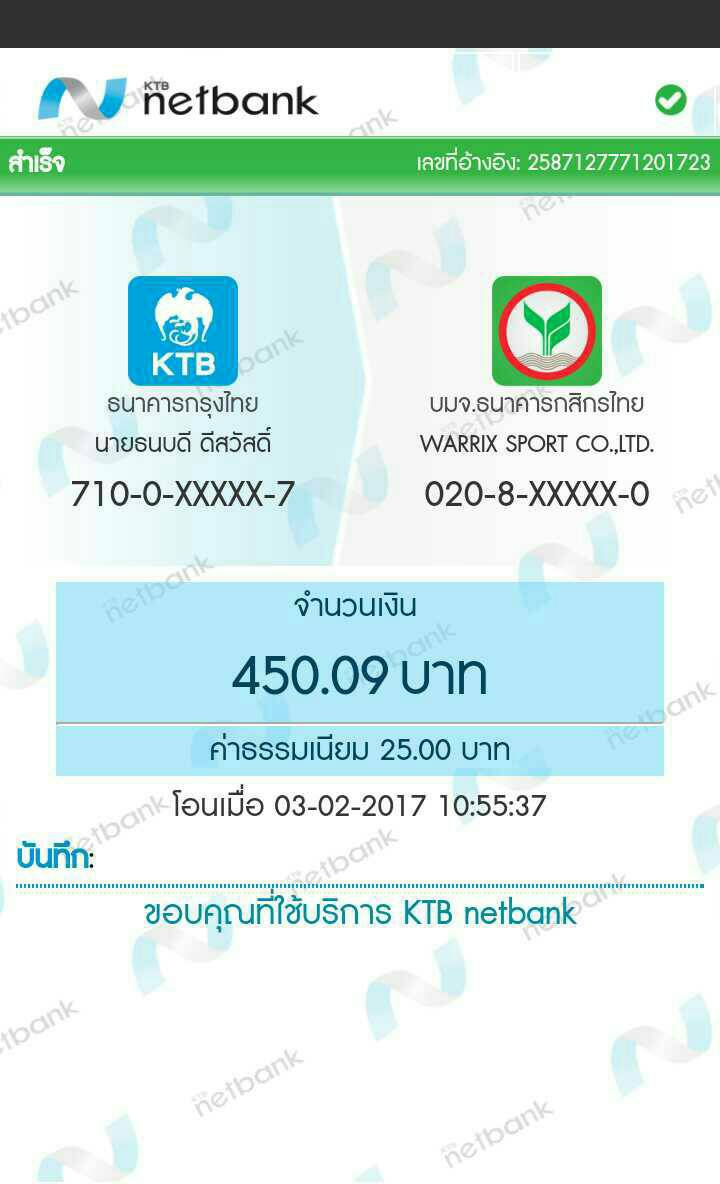 KTB
netbank
สำเร็จ
เลขที่อ้างอิง: 2587127771201723
KTB
ธนาคารกรุงไทย
นายธนบดี ดีสวัสดิ์
710-0-XXXXX-7
บมจ.ธนาคารกสิกรไทย
WARRIX SPORT CO.,LTD.
020-8-XXXXX-0
จำนวนเงิน
450.09 บาท
ค่าธรรมเนียม 25.00 บาท
โอนเมื่อ 03-02-2017 10:55:37
บันทึก:
ขอบคุณที่ใช้บริการ KTB netbank